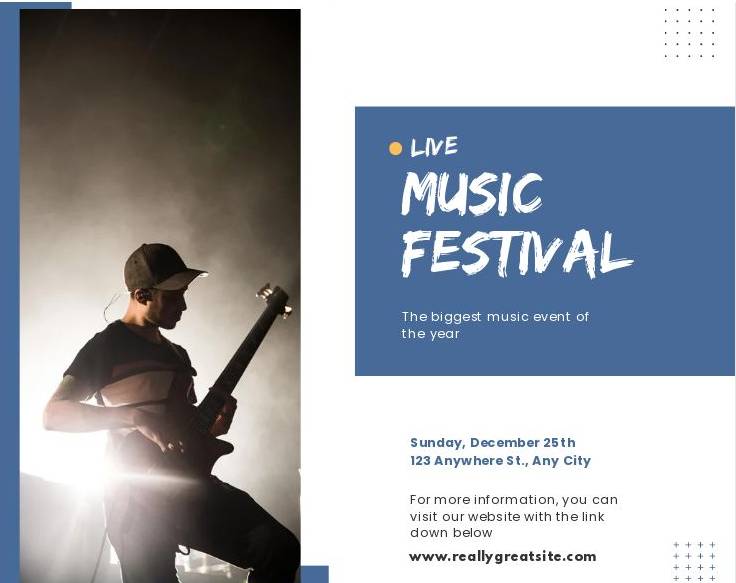 LIVE
MUSIC
FESTIVAL
The biggest music event of
the year
Sunday, December 25th
123 Anywhere St., Any City
For more information, you can
visit our website with the link
down below
www.reallygreatsite.com